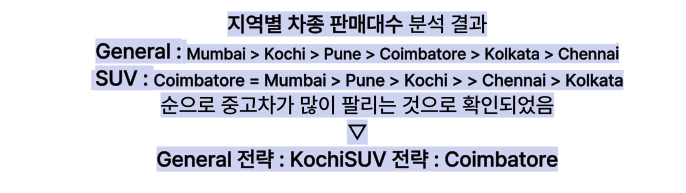 지역별 차종 판매대수 분석 결과
General : Mumbai > Kochi > Pune > Coimbatore > Kolkata > Chennai
SUV : Coimbatore = Mumbai > Pune > Kochi > > Chennai > Kolkata
순으로 중고차가 많이 팔리는 것으로 확인되었음
▽
General 전략 : KochiSUV 전략 : Coimbatore